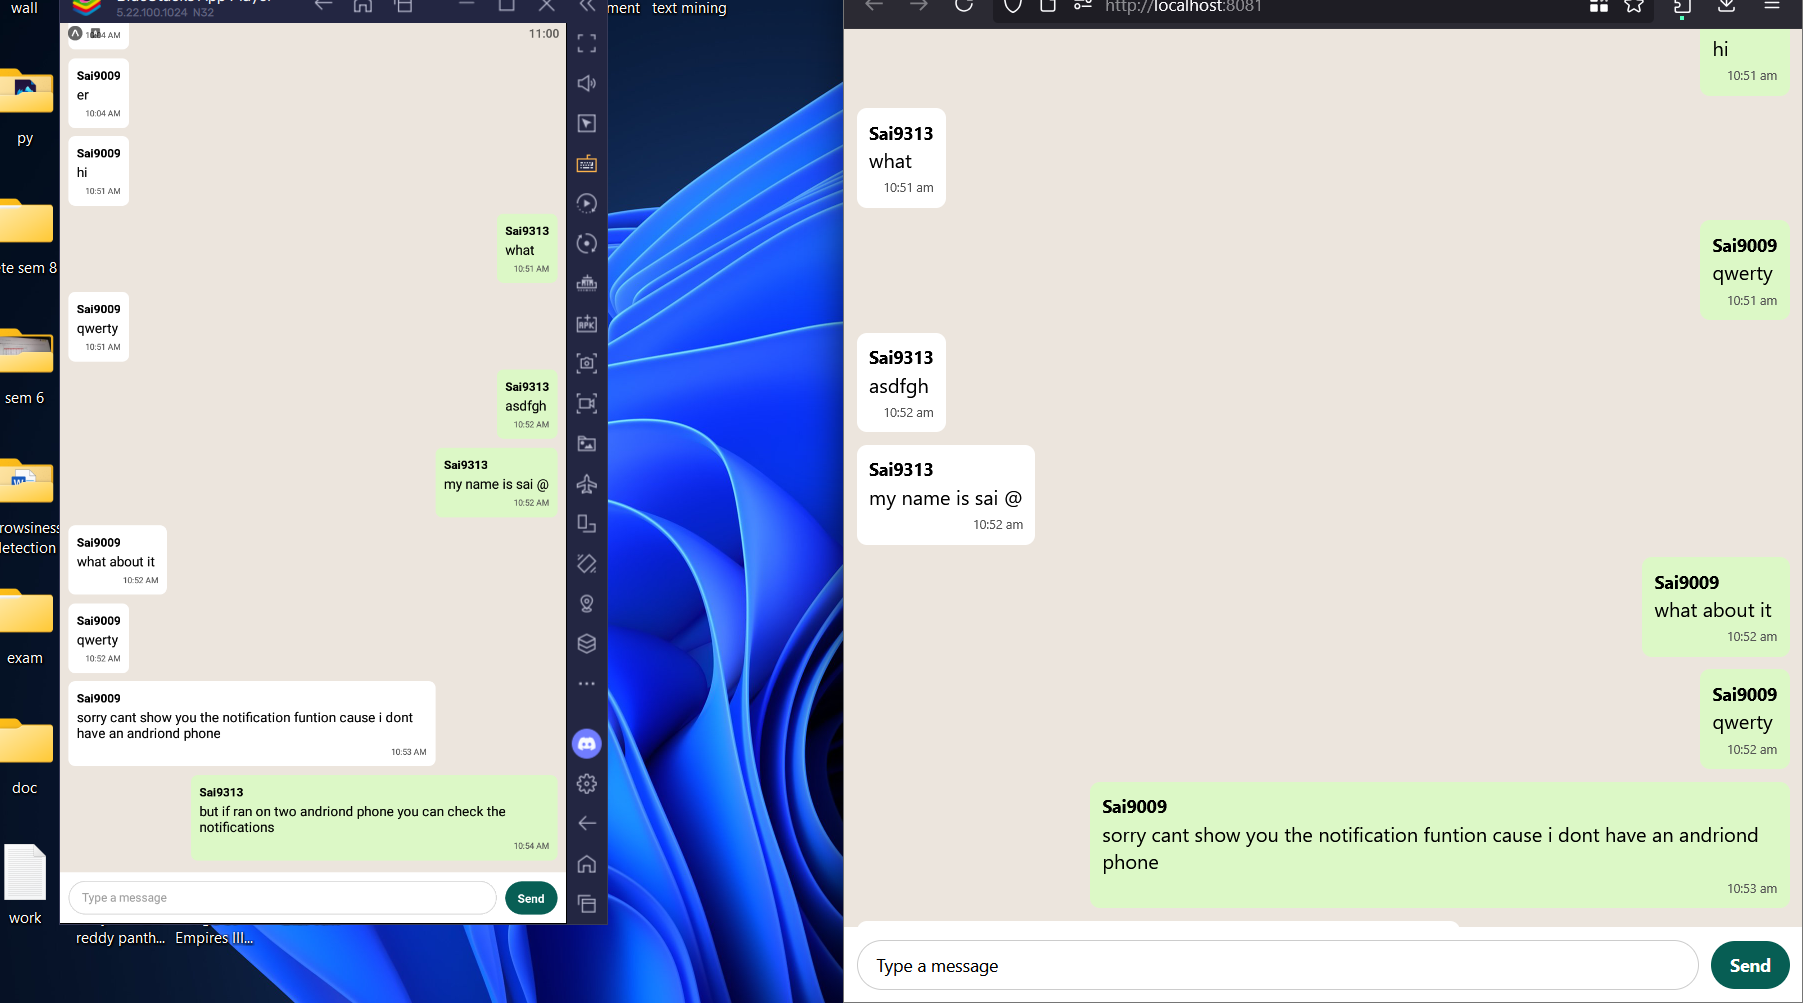 wall
py
te sem 8
sem 6
rowsiness
etection
exam
doc
work
reddy panth...
Empires III...
ment
text mining
5.22.100.1024 N32
11:00
10:04 AM
Sai9009
er
10:04 AM
Sai9009
hi
10:51 AM
Sai9313
what
10:51 AM
Sai9009
qwerty
10:51 AM
Sai9313
asdfgh
10:52 AM
Sai9313
my name is sai @
10:52 AM
Sai9009
what about it
10:52 AM
Sai9009
qwerty
10:52 AM
Sai9009
sorry cant show you the notification funtion cause i dont
have an andriond phone
10:53 AM
Sai9313
but if ran on two andriond phone you can check the
notifications
10:54 AM
Type a message
Send
http://localhost:8081
hi
10:51 am
Sai9313
what
10:51 am
Sai9009
qwerty
10:51 am
Sai9313
asdfgh
10:52 am
Sai9313
my name is sai @
10:52 am
Sai9009
what about it
10:52 am
Sai9009
qwerty
10:52 am
Sai9009
sorry cant show you the notification funtion cause i dont have an andriond
phone
10:53 am
Type a message
Send